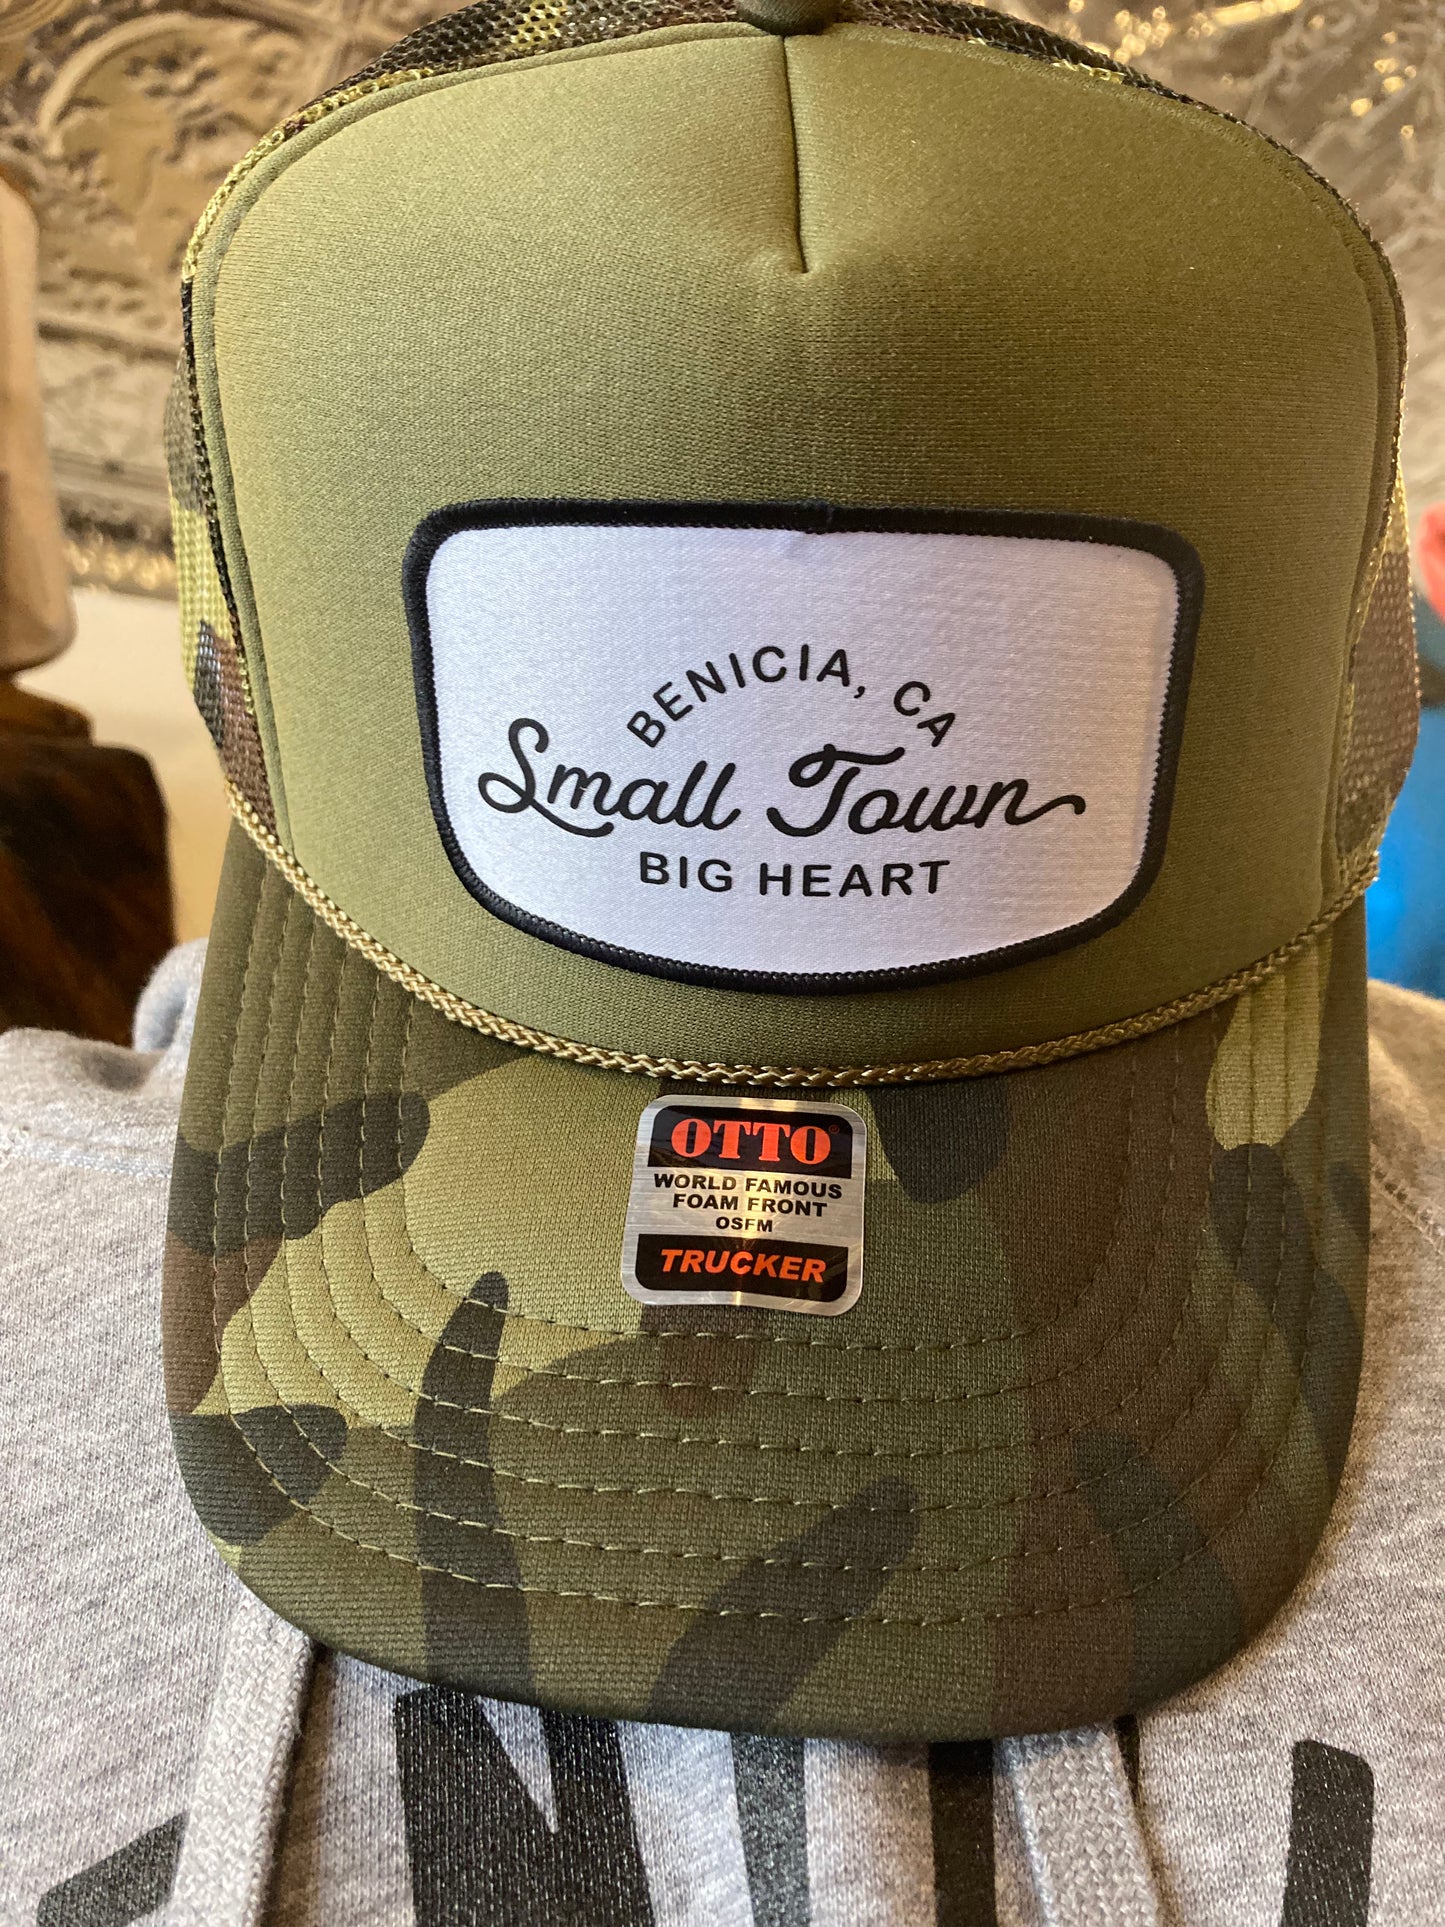 BENICIA, CA
Small Town
BIG HEART
OTTO®
WORLD FAMOUS
FOAM FRONT
OSFM
TRUCKER